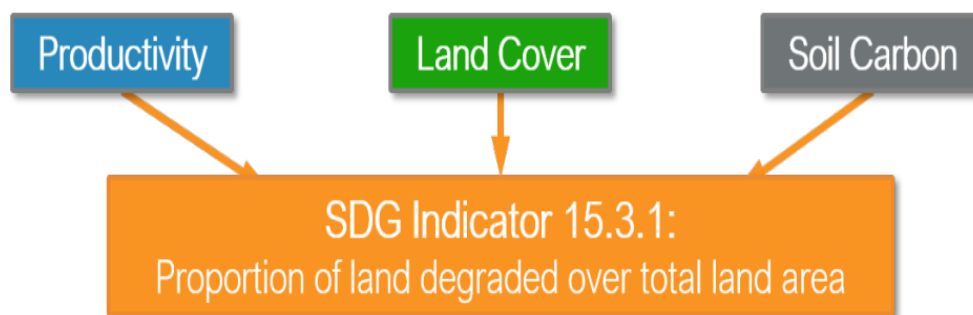 Productivity
Land Cover
Soil Carbon
SDG Indicator 15.3.1:
Proportion of land degraded over total land area